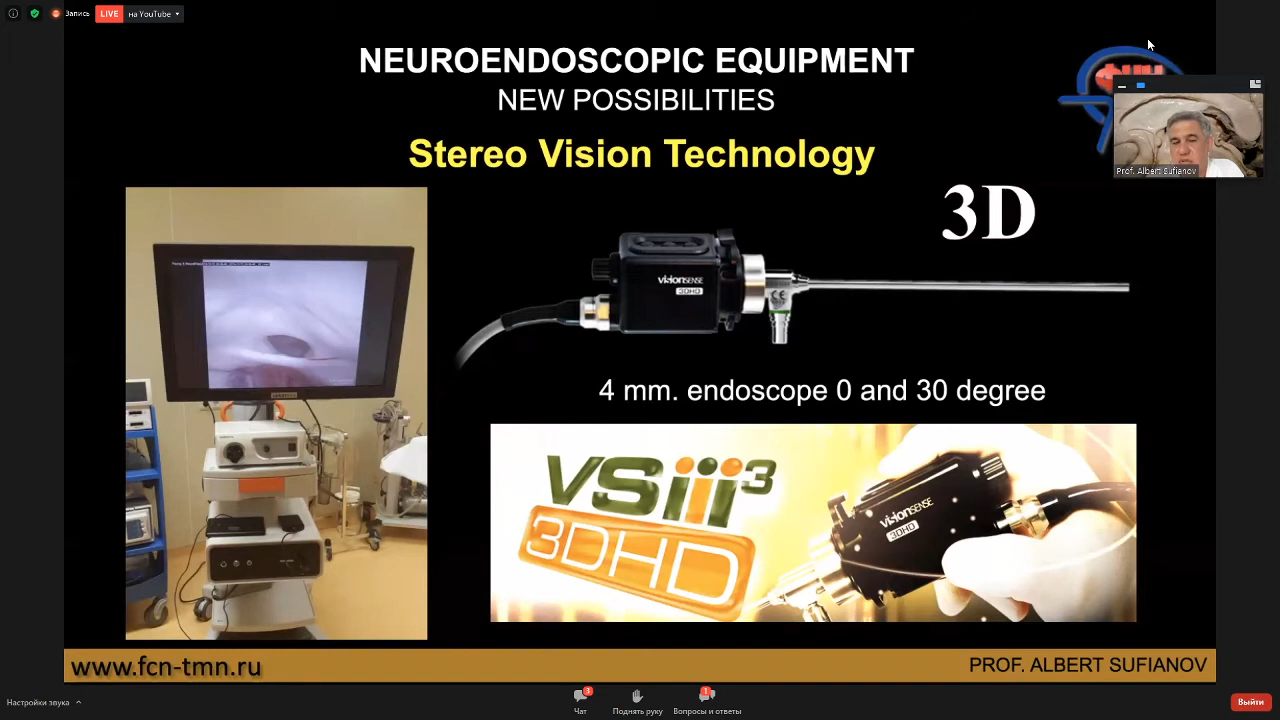 Запись
LIVE
на YouTube
NEUROENDOSCOPIC EQUIPMENT
NEW POSSIBILITIES
Stereo Vision Technology
Prof. Albert Sufianov
3D
visionSENSE
3DHD
4 mm. endoscope 0 and 30 degree
VSiii3
3DHD
visionSENSE
3DHD
www.fcn-tmn.ru
PROF. ALBERT SUFIANOV
Настройки звука
3
Чат
Поднять руку
1
Вопросы и ответы
Выйти